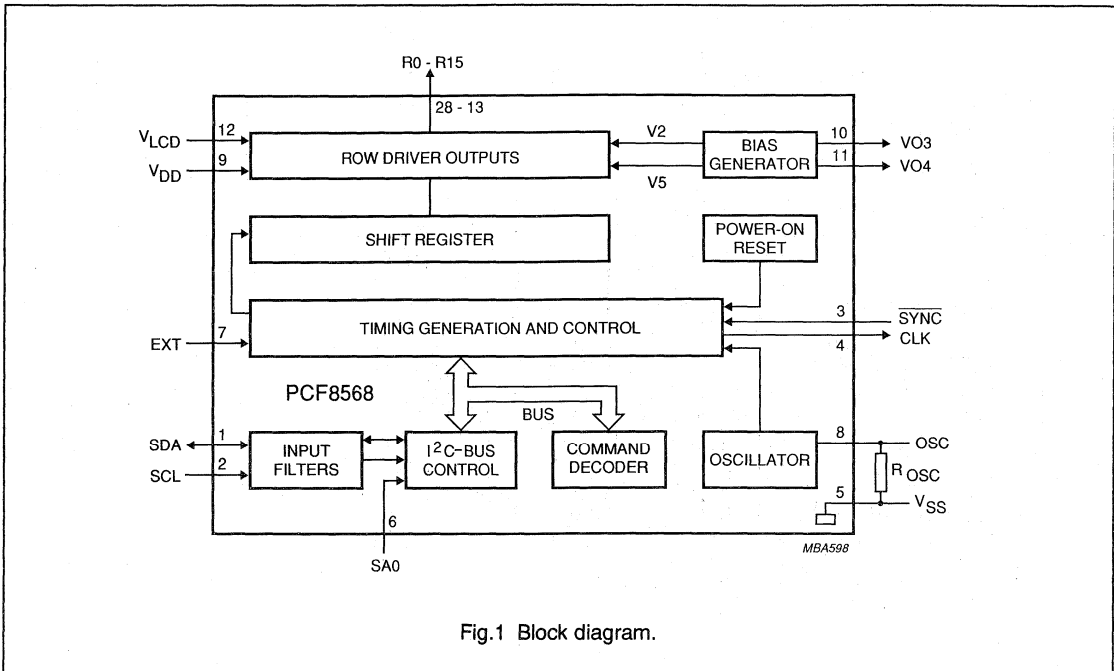 R0 - R15
28 - 13
VLCD 12
VDD 9
ROW DRIVER OUTPUTS
V2
V5
BIAS
GENERATOR
10 VO3
11 VO4
SHIFT REGISTER
POWER-ON
RESET
EXT 7
TIMING GENERATION AND CONTROL
3 SYNC
4 CLK
PCF8568
BUS
SDA 1
SCL 2
INPUT
FILTERS
I²C-BUS
CONTROL
COMMAND
DECODER
OSCILLATOR
8 OSC
ROSC
5 VSS
6
SA0
MBA598
Fig.1 Block diagram.